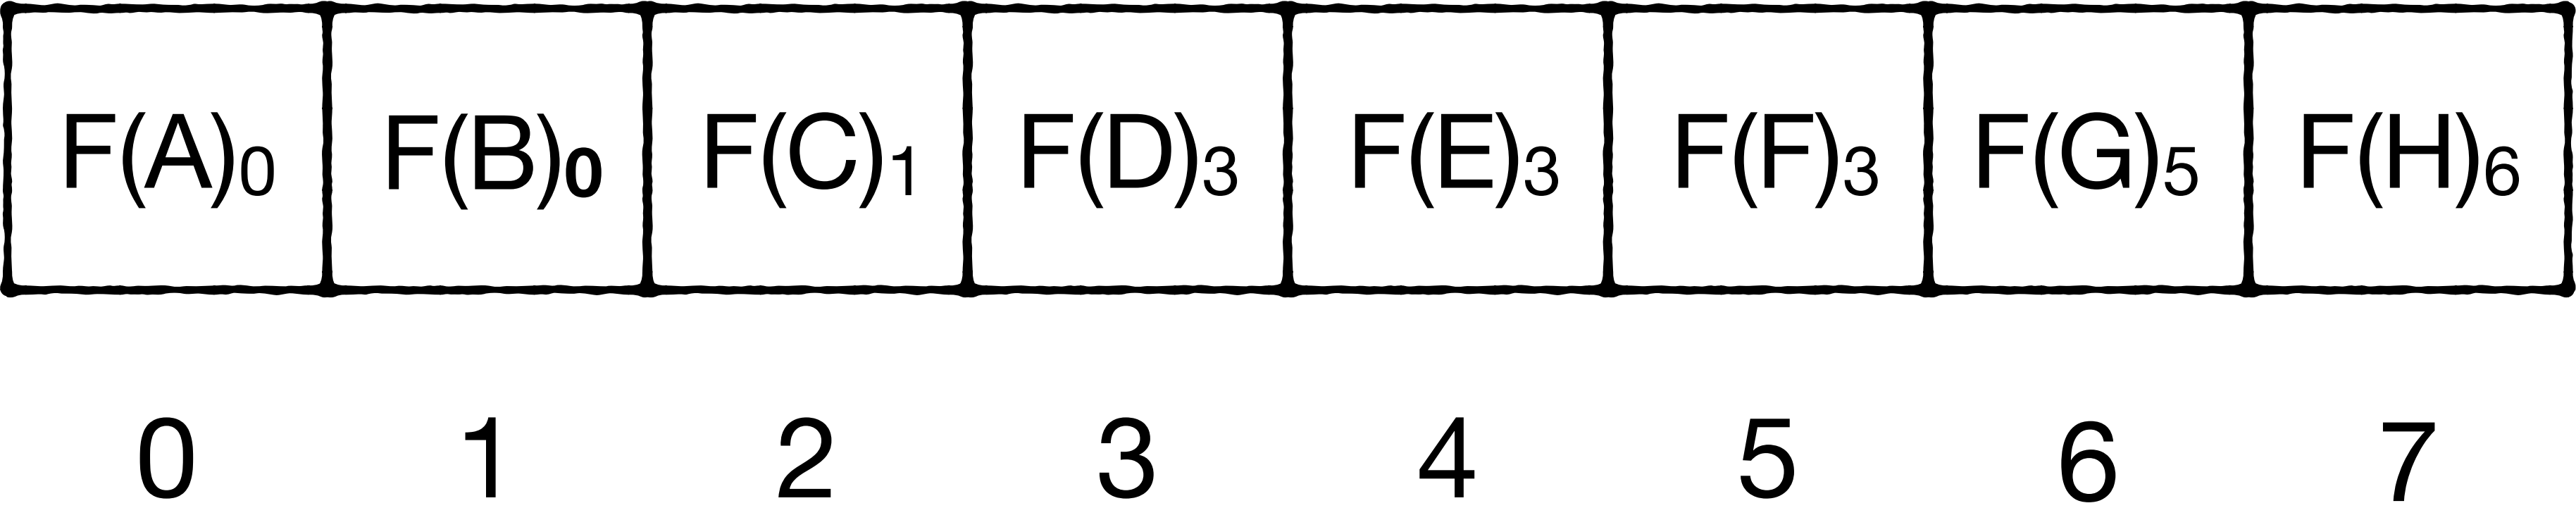 F(A)₀ F(B)₀ F(C)₁ F(D)₃ F(E)₃ F(F)₃ F(G)₅ F(H)₆
0 1 2 3 4 5 6 7